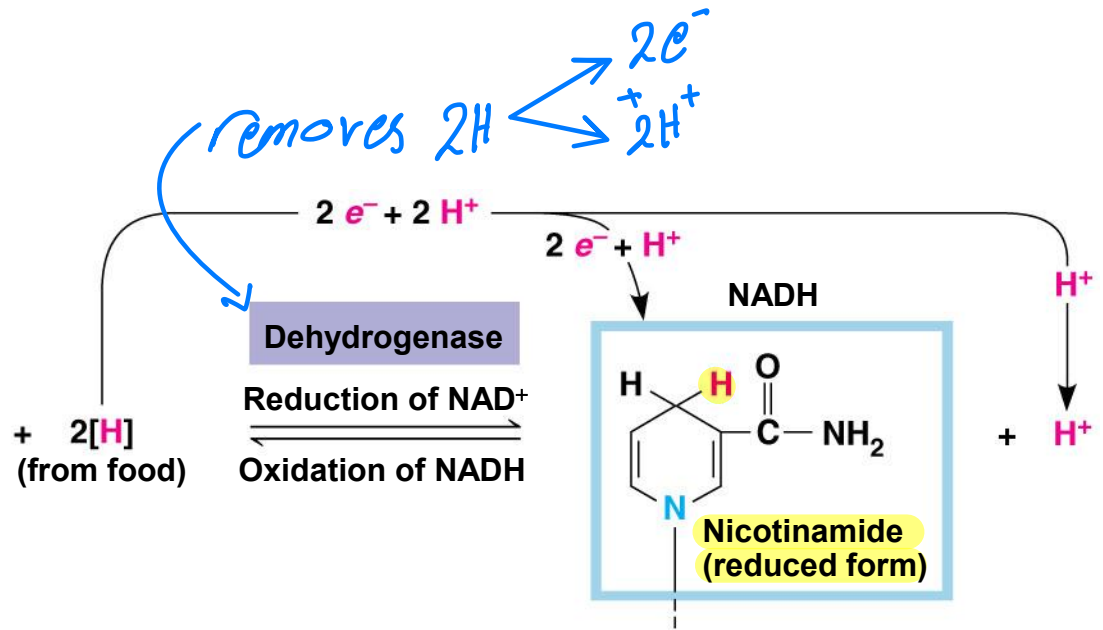 2e⁻
+
removes 2H
2H⁺
2 e⁻ + 2 H⁺
2 e⁻ + H⁺
H⁺
NADH
Dehydrogenase
H H O
Reduction of NAD⁺
+ 2[H]
C NH₂
+ H⁺
(from food)
Oxidation of NADH
N
Nicotinamide
(reduced form)